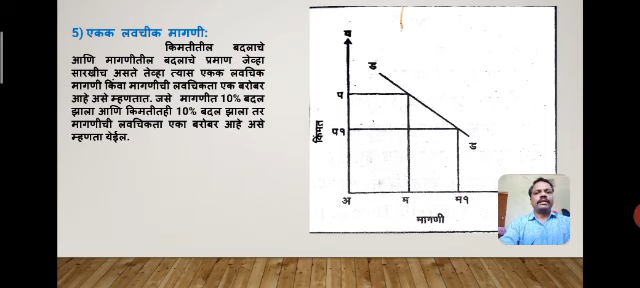 5) एकक लवचीक मागणी:
किमतीतील बदलाचे
आणि मागणीतील बदलाचे प्रमाण जेव्हा
सारखीच असते तेव्हा त्यास एकक लवचिक
मागणी किंवा मागणीची लवचिकता एक बरोबर
आहे असे म्हणतात. जसे मागणीत 10% बदल
झाला आणि किमतीतही 10% बदल झाला तर
मागणीची लवचिकता एका बरोबर आहे असे
म्हणता येईल.
प
१
किंमत
अ
म
म१
मागणी